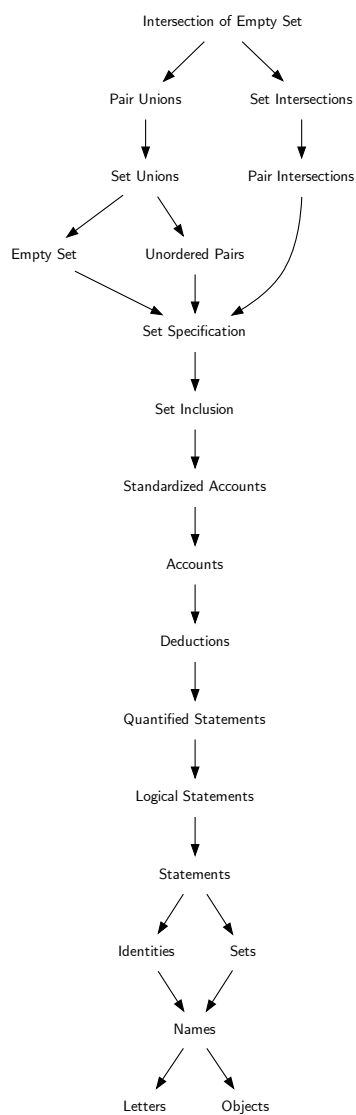 Intersection of Empty Set
Pair Unions
Set Intersections
Set Unions
Pair Intersections
Empty Set
Unordered Pairs
Set Specification
Set Inclusion
Standardized Accounts
Accounts
Deductions
Quantified Statements
Logical Statements
Statements
Identities
Sets
Names
Letters
Objects